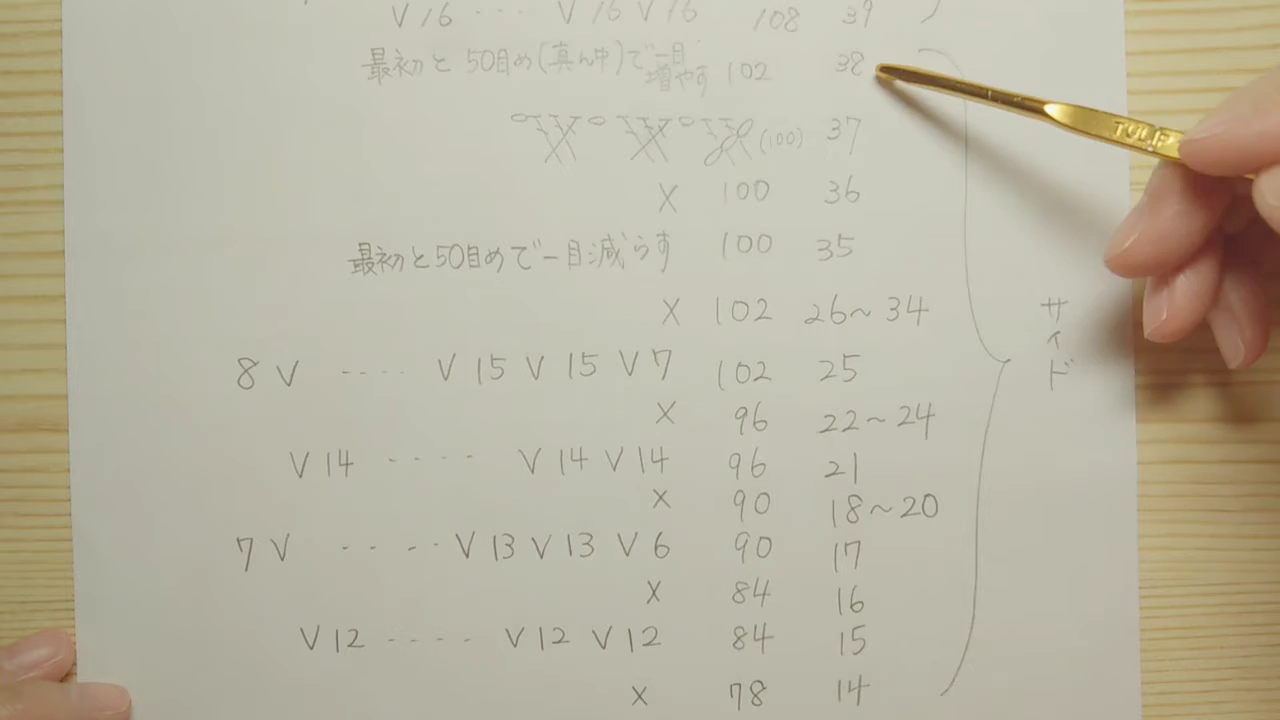 V 16 ---- V 16 V 16 108 39
最初と50目め(真ん中)で一目増やす 102 38
(100) 37
X 100 36
最初と50目めで一目減らす 100 35
X 102 26〜34
8 V ---- V 15 V 15 V 7 102 25
X 96 22〜24
V 14 ---- V 14 V 14 96 21
X 90 18〜20
7 V ---- V 13 V 13 V 6 90 17
X 84 16
V 12 ---- V 12 V 12 84 15
X 78 14
サイド
TULIP